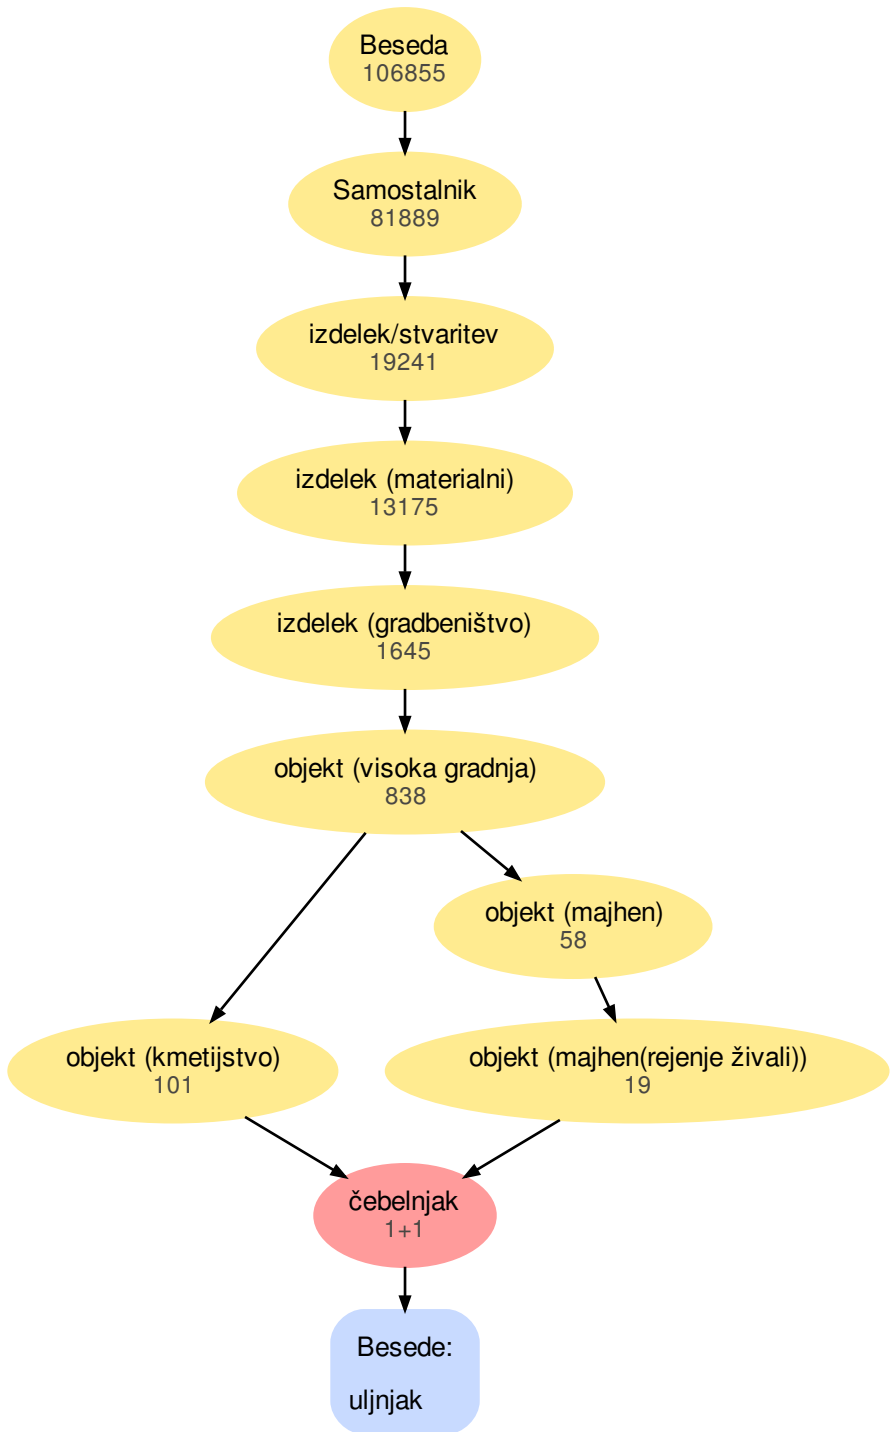 Beseda
106855
Samostalnik
81889
izdelek/stvaritev
19241
izdelek (materialni)
13175
izdelek (gradbeništvo)
1645
objekt (visoka gradnja)
838
objekt (majhen)
58
objekt (kmetijstvo)
101
objekt (majhen(rejenje živali))
19
čebelnjak
1+1
Besede:
uljnjak